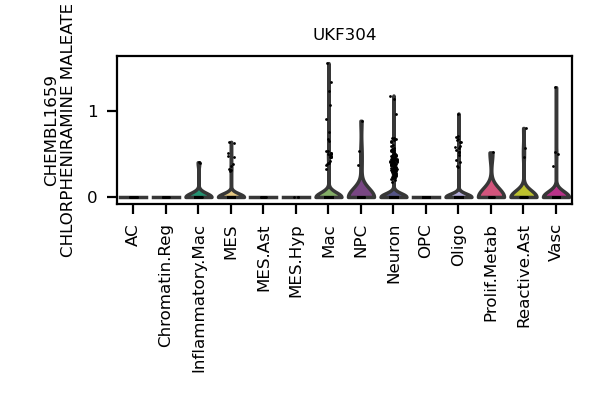 UKF304
CHEMBL1659
CHLORPHENIRAMINE MALEATE
1
0
AC
Chromatin.Reg
Inflammatory.Mac
MES
MES.Ast
MES.Hyp
Mac
NPC
Neuron
OPC
Oligo
Prolif.Metab
Reactive.Ast
Vasc